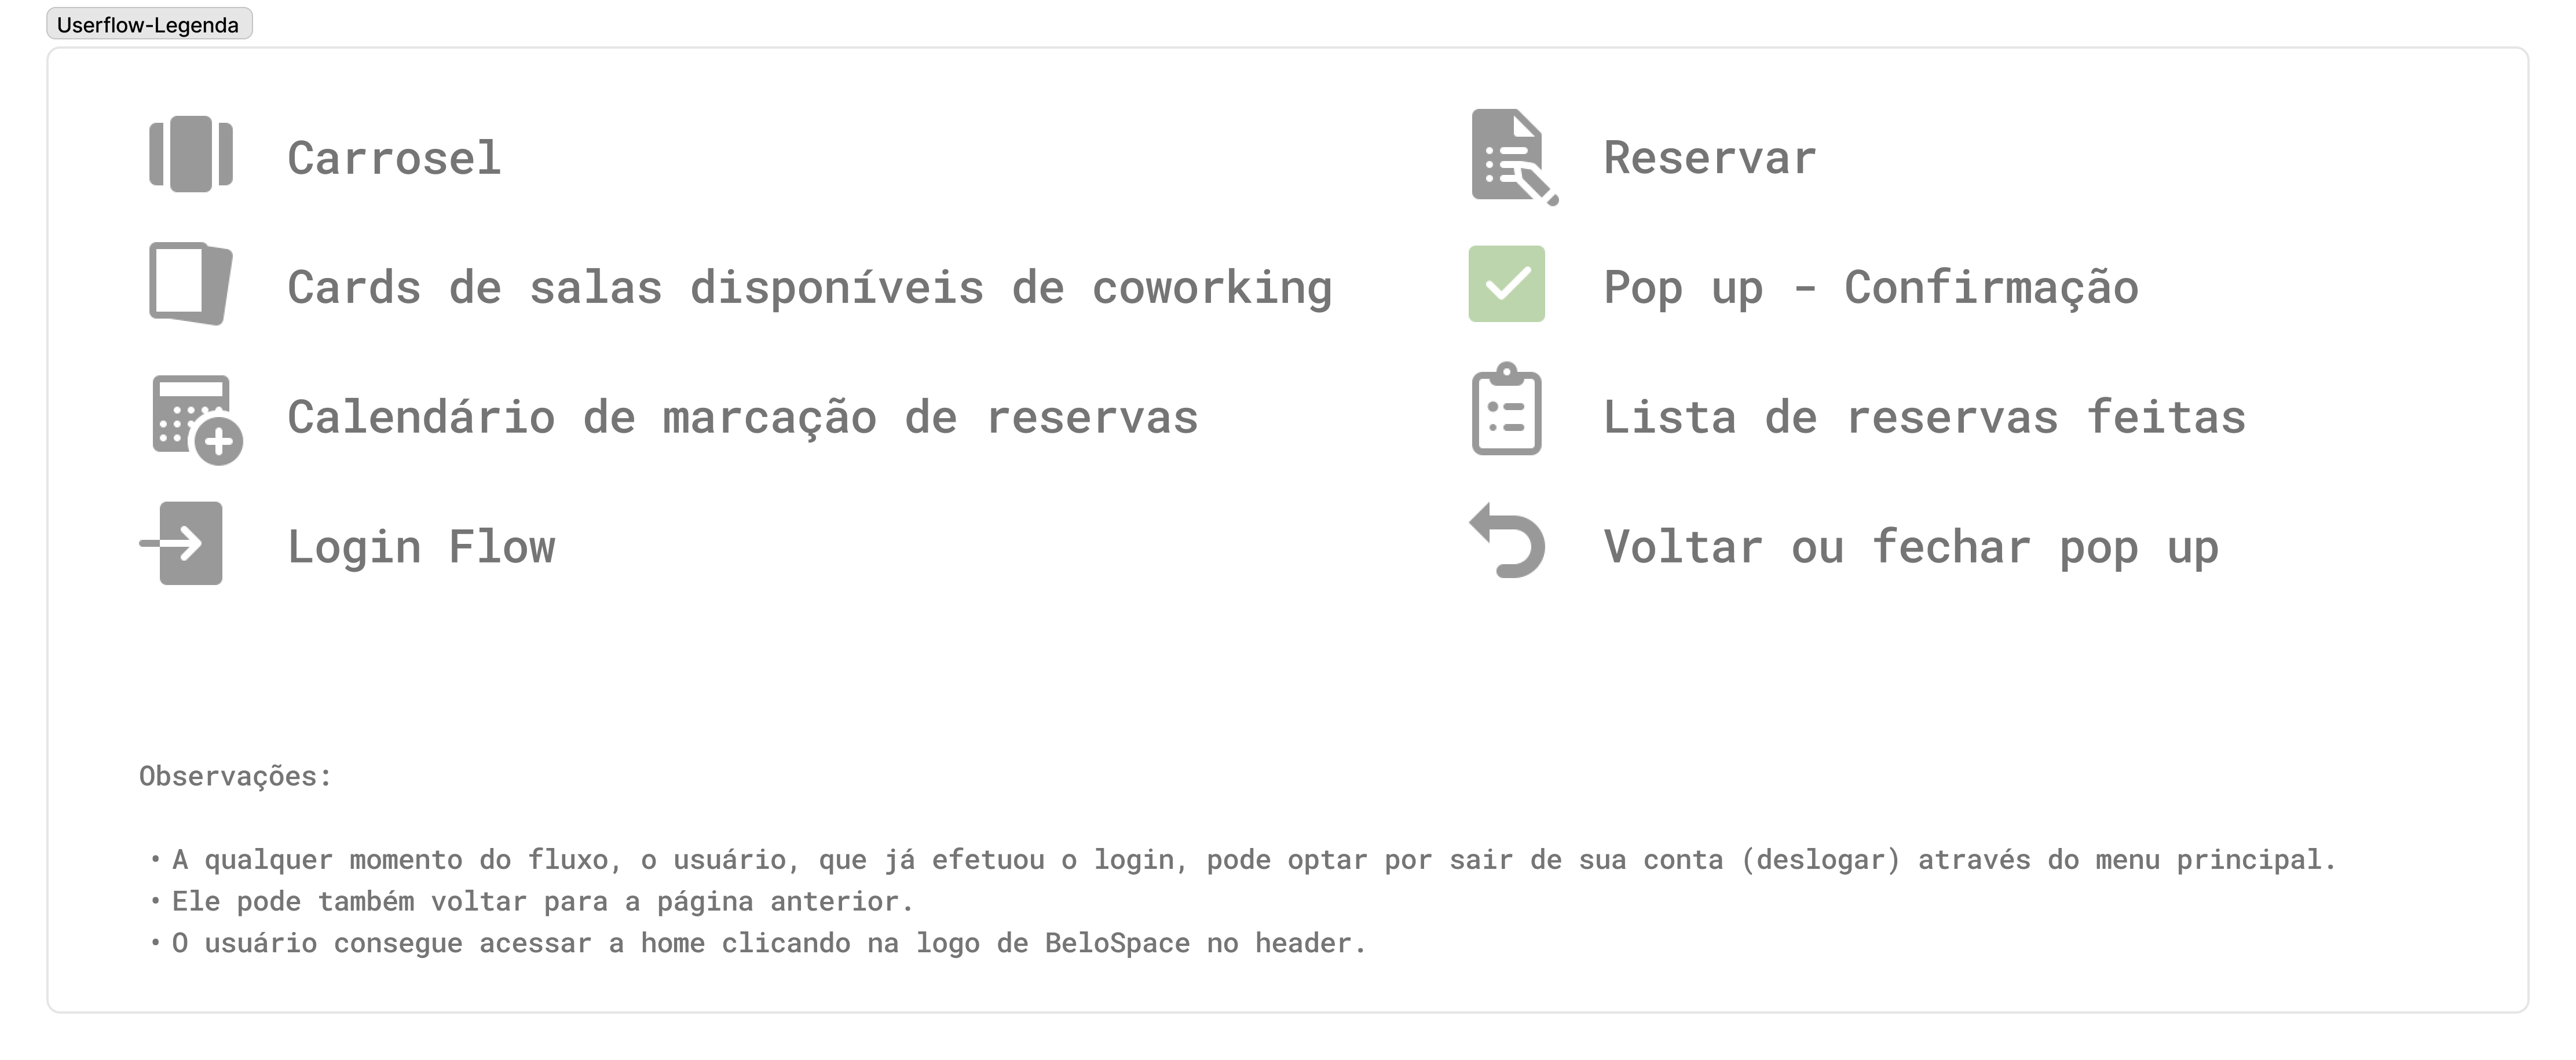 Userflow-Legenda
Carrosel
Cards de salas disponíveis de coworking
Calendário de marcação de reservas
Login Flow
Reservar
Pop up - Confirmação
Lista de reservas feitas
Voltar ou fechar pop up
Observações:
• A qualquer momento do fluxo, o usuário, que já efetuou o login, pode optar por sair de sua conta (deslogar) através do menu principal.
• Ele pode também voltar para a página anterior.
• O usuário consegue acessar a home clicando na logo de BeloSpace no header.